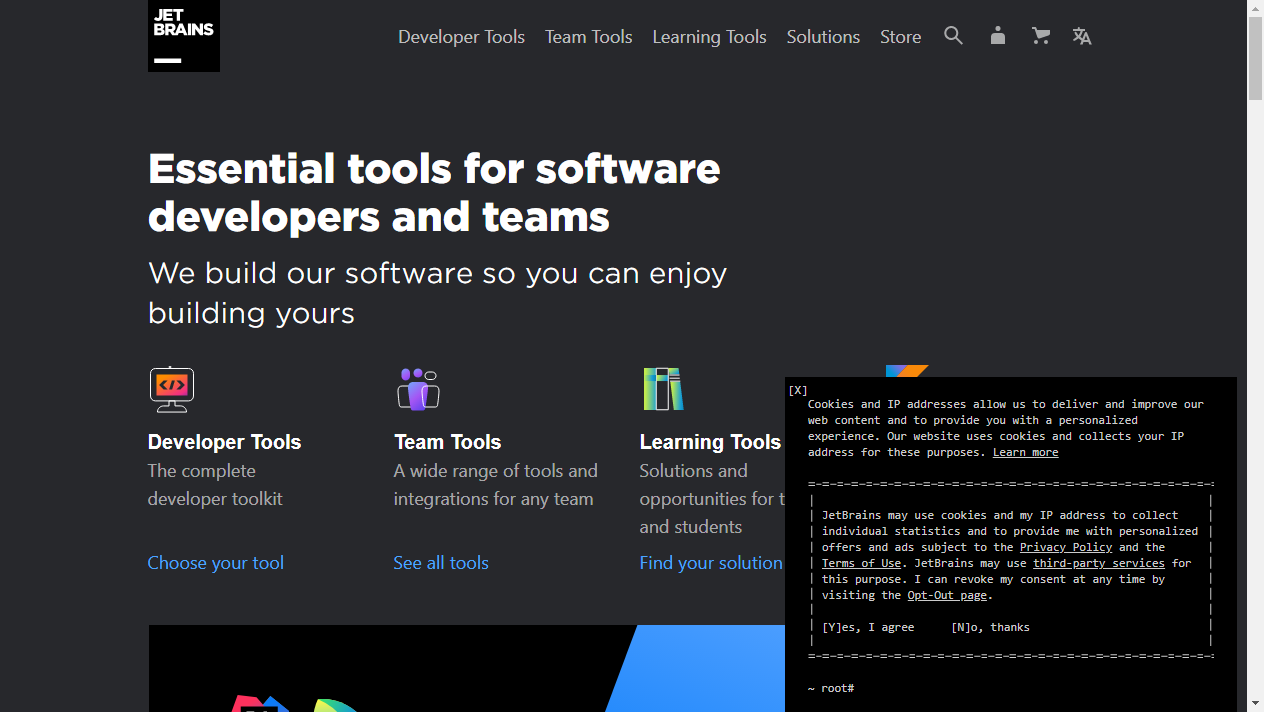 JET
BRAINS
Developer Tools Team Tools Learning Tools Solutions Store
Essential tools for software
developers and teams
We build our software so you can enjoy
building yours
Developer Tools
The complete
developer toolkit
Choose your tool
Team Tools
A wide range of tools and
integrations for any team
See all tools
Learning Tools
Solutions and
opportunities for t
and students
Find your solution
[X]
Cookies and IP addresses allow us to deliver and improve our
web content and to provide you with a personalized
experience. Our website uses cookies and collects your IP
address for these purposes. Learn more
JetBrains may use cookies and my IP address to collect
individual statistics and to provide me with personalized
offers and ads subject to the Privacy Policy and the
Terms of Use. JetBrains may use third-party services for
this purpose. I can revoke my consent at any time by
visiting the Opt-Out page.
[Y]es, I agree [N]o, thanks
~ root#